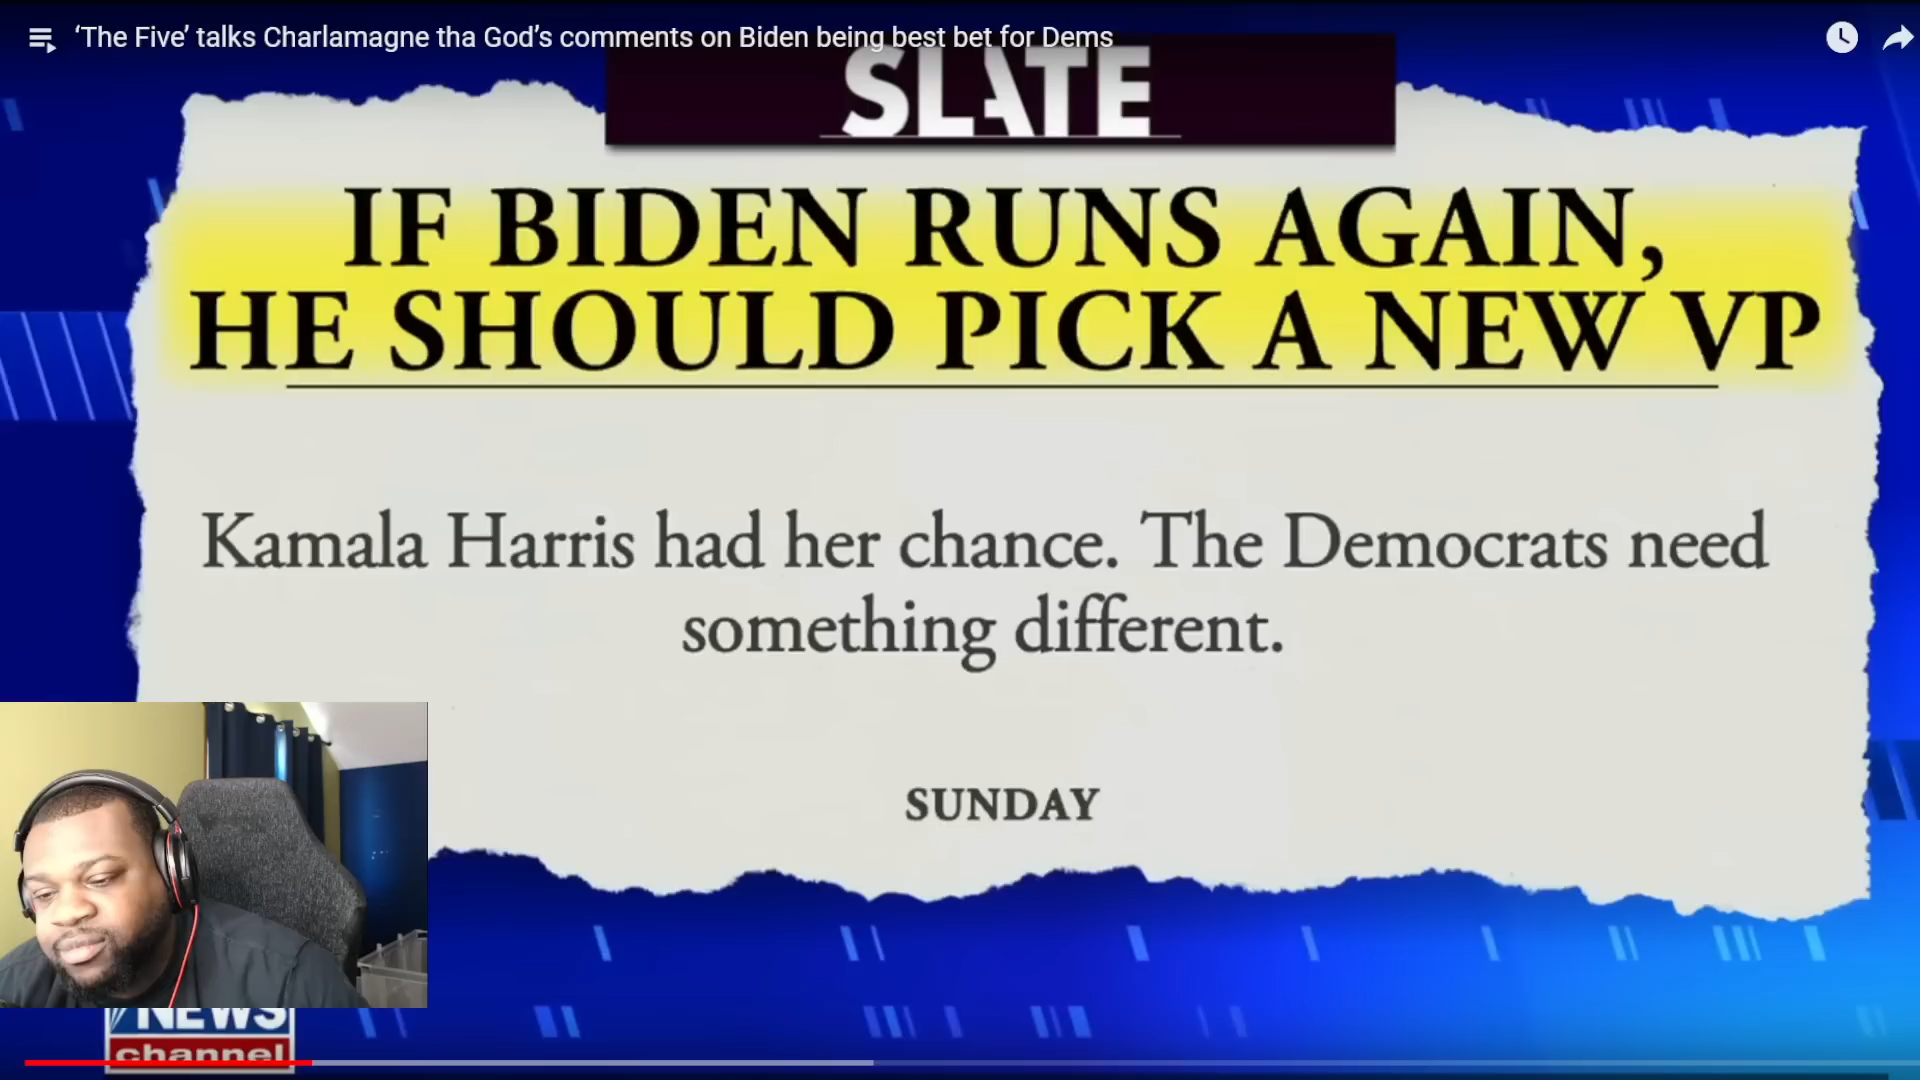 ‘The Five’ talks Charlamagne tha God’s comments on Biden being best bet for Dems
SLATE
IF BIDEN RUNS AGAIN,
HE SHOULD PICK A NEW VP
Kamala Harris had her chance. The Democrats need
something different.
SUNDAY
NEWS
channel